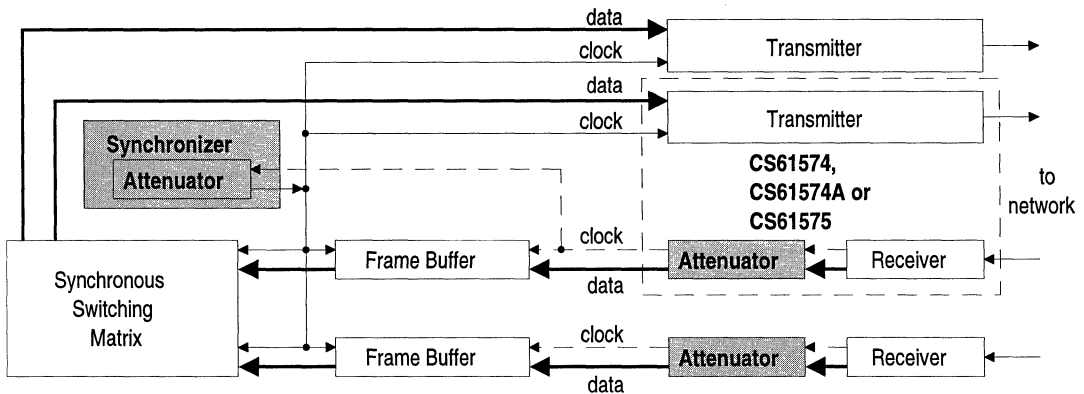 data
Transmitter
clock
data
Transmitter
clock
Synchronizer
Attenuator
CS61574,
CS61574A or
CS61575
to
network
Synchronous
Switching
Matrix
Frame Buffer
clock
data
Attenuator
Receiver
Frame Buffer
clock
data
Attenuator
Receiver